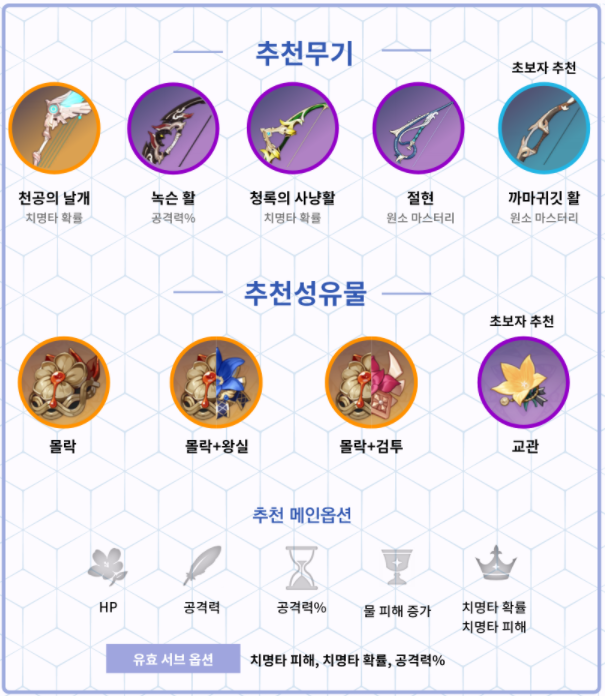 추천무기
초보자 추천
천공의 날개
치명타 확률
녹슨 활
공격력%
청록의 사냥활
치명타 확률
절현
원소 마스터리
까마귀깃 활
원소 마스터리
추천성유물
초보자 추천
몰락
몰락+왕실
몰락+검투
교관
추천 메인옵션
HP
공격력
공격력%
물 피해 증가
치명타 확률
치명타 피해
유효 서브 옵션
치명타 피해, 치명타 확률, 공격력%